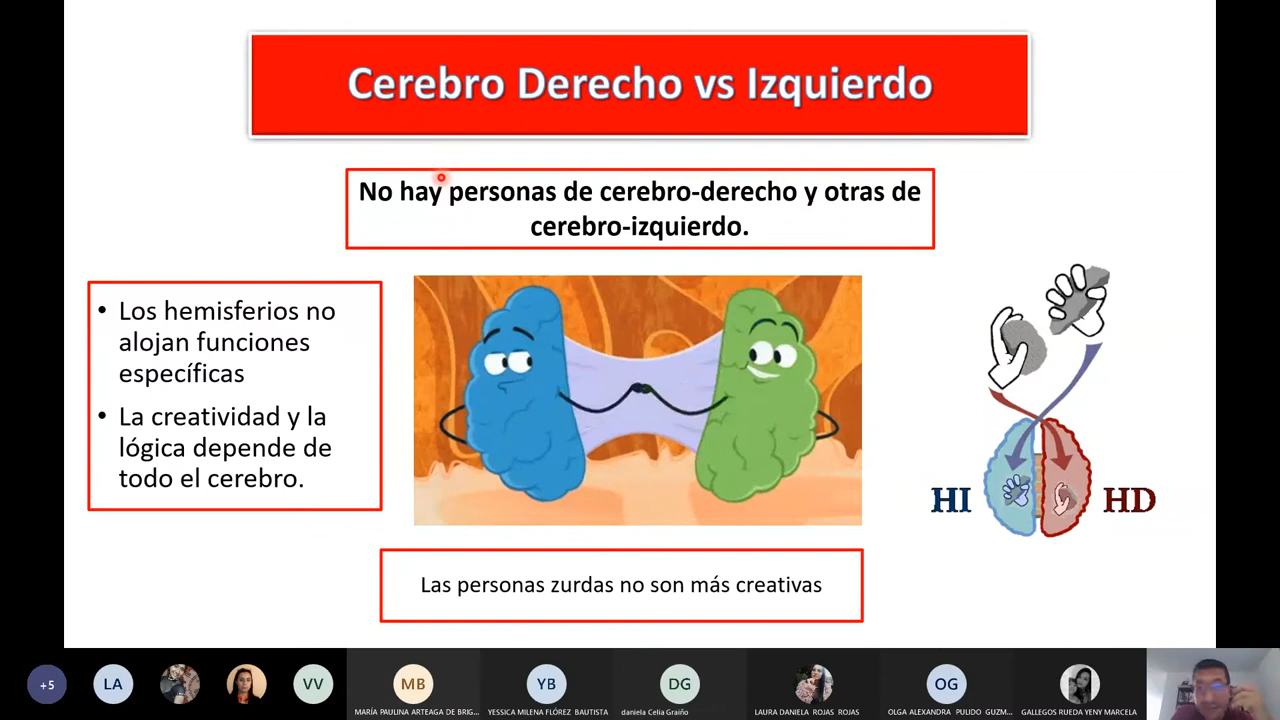 Cerebro Derecho vs Izquierdo
No hay personas de cerebro-derecho y otras de
cerebro-izquierdo.
• Los hemisferios no
alojan funciones
específicas
• La creatividad y la
lógica depende de
todo el cerebro.
HI
HD
Las personas zurdas no son más creativas
+5
LA
VV
MB
YB
DG
OG
MARÍA PAULINA ARTEAGA DE BRIG...
YESSICA MILENA FLÓREZ BAUTISTA
daniela Celia Graiño
LAURA DANIELA ROJAS ROJAS
OLGA ALEXANDRA PULIDO GUZM...
GALLEGOS RUEDA YENY MARCELA